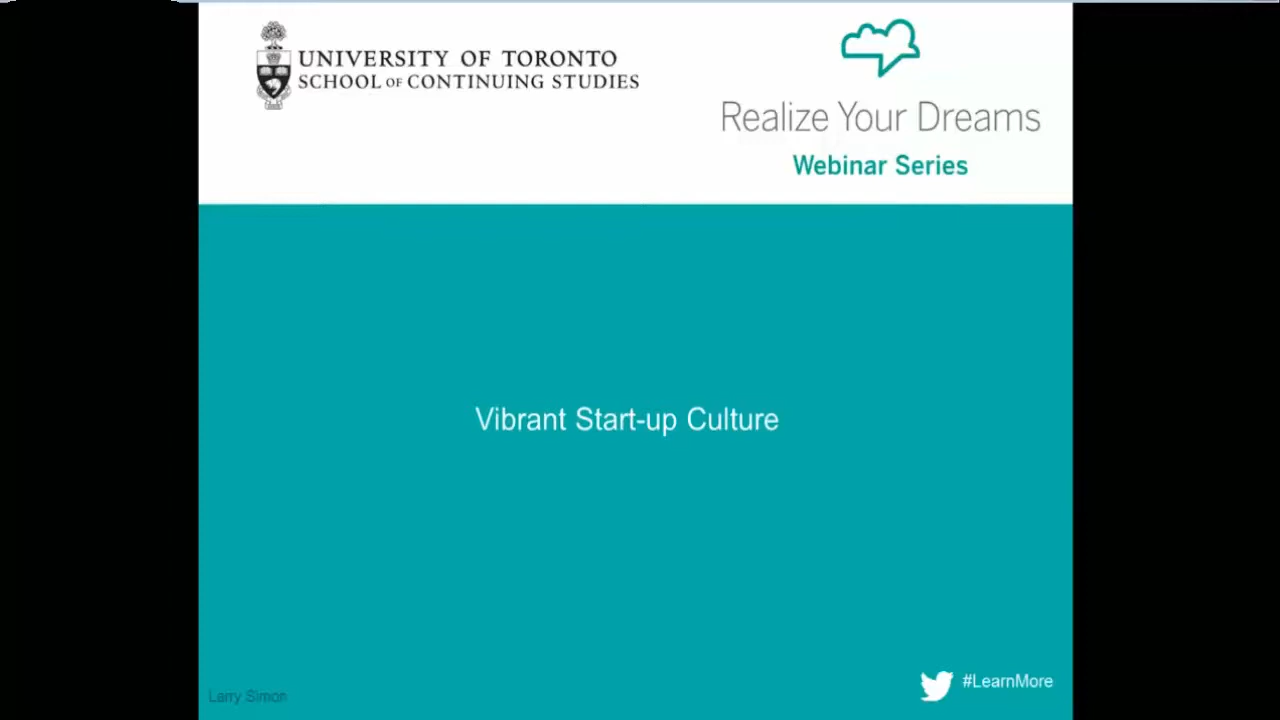 UNIVERSITY OF TORONTO
SCHOOL OF CONTINUING STUDIES
Realize Your Dreams
Webinar Series
Vibrant Start-up Culture
#LearnMore
Larry Simon